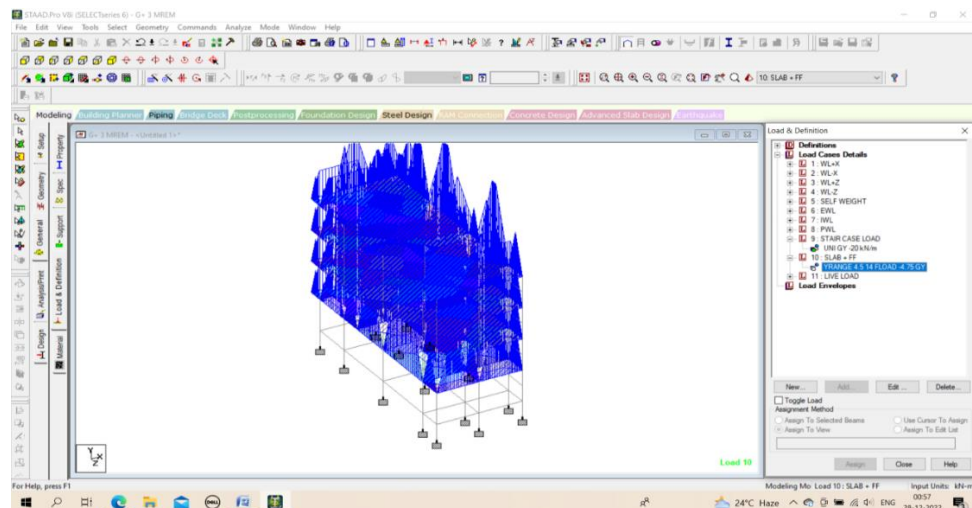 STAAD.Pro V8i (SELECTseries 6) - G+ 3 MREM
File Edit View Tools Select Geometry Commands Analyze Mode Window Help
10: SLAB + FF
Modeling Building Planner Piping Bridge Deck Postprocessing Foundation Design Steel Design RAM Connection Concrete Design Advanced Slab Design Earthquake
Setup
Geometry
General
Analysis/Print
Design
Property
Spec
Support
Load & Definition
Material
Load 10
Load & Definition
Definitions
Load Cases Details
1 : WL+X
2 : WL-X
3 : WL+Z
4 : WL-Z
5 : SELF WEIGHT
6 : EWL
7 : IWL
8 : PWL
9 : STAIR CASE LOAD
UNI GY -20 kN/m
10 : SLAB + FF
YRANGE 4.5 14 FLOAD -4.75 GY
11 : LIVE LOAD
Load Envelopes
New... Add... Edit ... Delete...
Toggle Load
Assignment Method
Assign To Selected Beams Use Cursor To Assign
Assign To View Assign To Edit List
Assign Close Help
For Help, press F1
Modeling Mo Load 10 : SLAB + FF Input Units: kN-m
24°C Haze ENG 00:57
28-12-2022